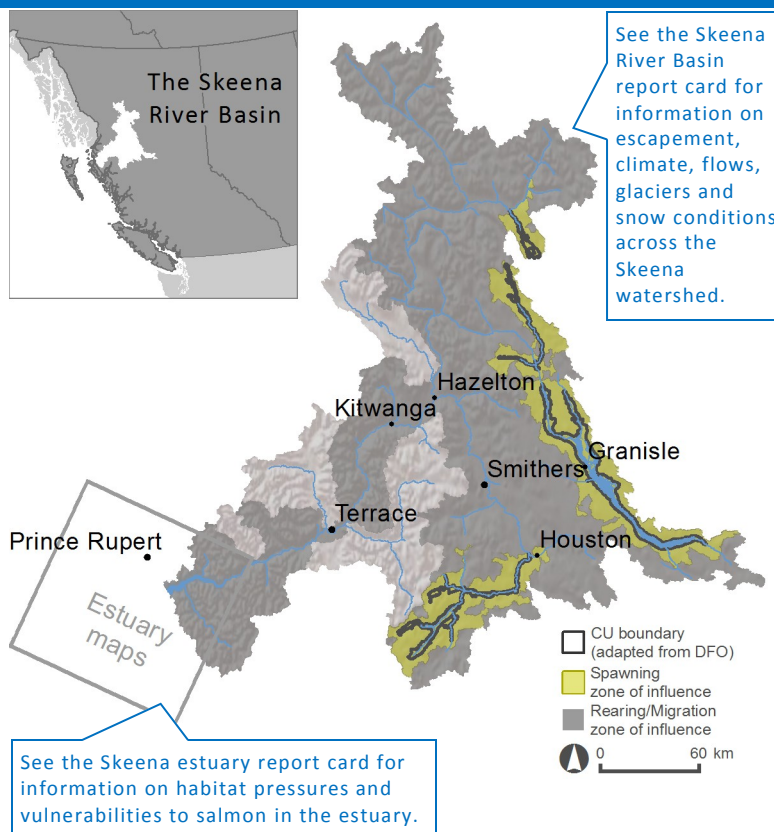 The Skeena
River Basin
See the Skeena
River Basin
report card for
information on
escapement,
climate, flows,
glaciers and
snow conditions
across the
Skeena
watershed.
Hazelton
Kitwanga
Granisle
Smithers
Terrace
Prince Rupert
Houston
Estuary
maps
CU boundary
(adapted from DFO)
Spawning
zone of influence
Rearing/Migration
zone of influence
0 60 km
See the Skeena estuary report card for
information on habitat pressures and
vulnerabilities to salmon in the estuary.